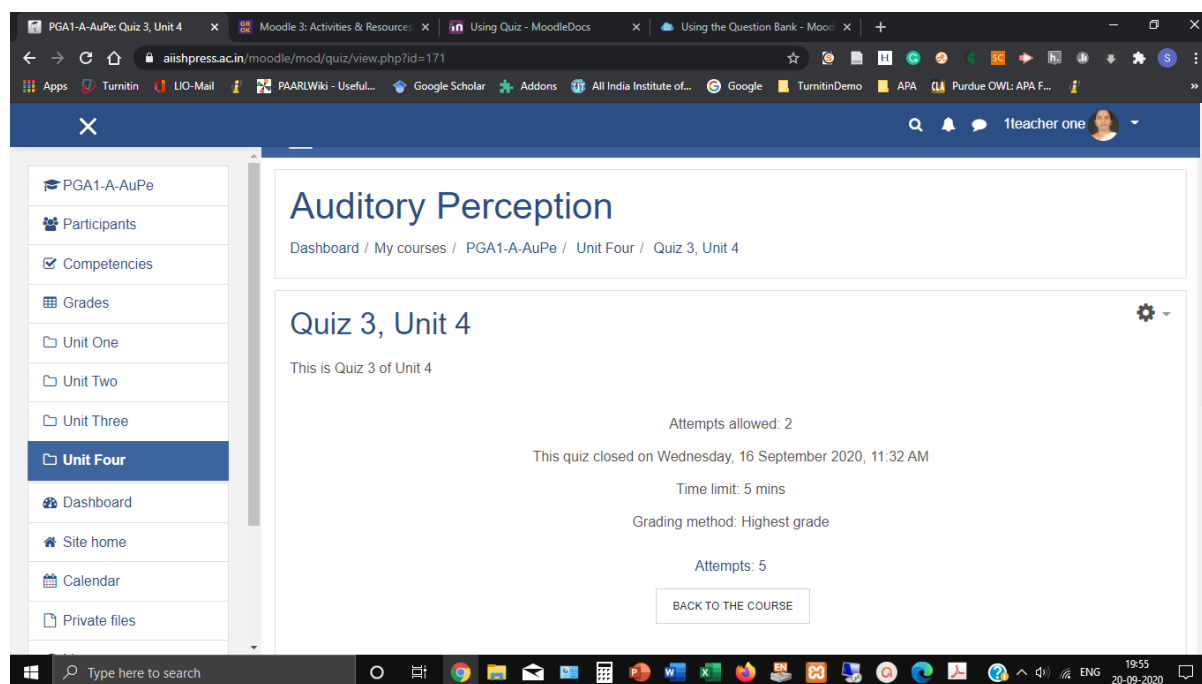 PGA1-A-AuPe: Quiz 3, Unit 4
Moodle 3: Activities & Resources:
Using Quiz - MoodleDocs
Using the Question Bank - Mood
aiishpress.ac.in/moodle/mod/quiz/view.php?id=171
Apps Turnitin LIO-Mail PAARLWiki - Useful... Google Scholar Addons All India Institute of... Google TurnitinDemo APA Purdue OWL: APA F... »
1teacher one
PGA1-A-AuPe
Participants
Competencies
Grades
Unit One
Unit Two
Unit Three
Unit Four
Dashboard
Site home
Calendar
Private files
Auditory Perception
Dashboard / My courses / PGA1-A-AuPe / Unit Four / Quiz 3, Unit 4
Quiz 3, Unit 4
This is Quiz 3 of Unit 4
Attempts allowed: 2
This quiz closed on Wednesday, 16 September 2020, 11:32 AM
Time limit: 5 mins
Grading method: Highest grade
Attempts: 5
BACK TO THE COURSE
Type here to search
ENG
19:55
20-09-2020